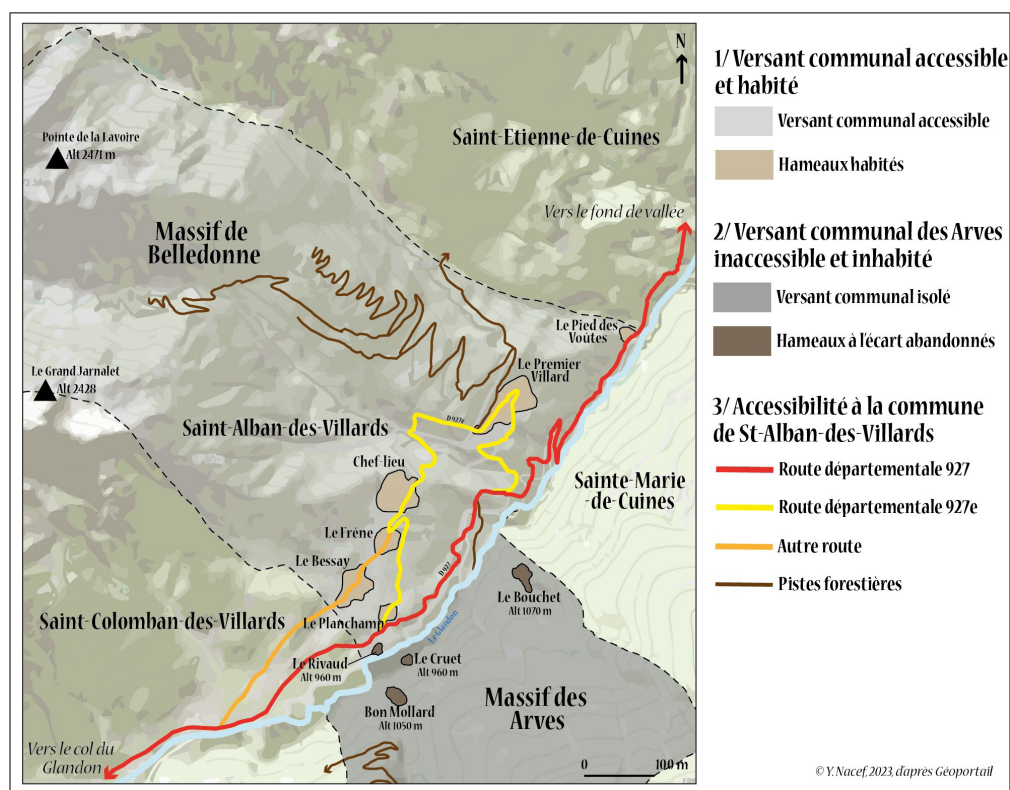 N
Pointe de la Lavoire
Alt 2471 m
Saint-Etienne-de-Cuines
Vers le fond de vallée
Massif de
Belledonne
Le Pied des
Voûtes
Le Premier
Villard
Le Grand Jarnalet
Alt 2428
D 927e
Saint-Alban-des-Villards
Chef-lieu
Sainte-Marie
-de-Cuines
Le Frêne
Le Bessay
D 927
Le Bouchet
Alt 1070 m
Saint-Colomban-des-Villards
Le Planchamp
Le Glandon
Le Rivaud
Alt 960 m
Le Cruet
Alt 960 m
Massif des
Arves
Bon Mollard
Alt 1050 m
Vers le col du
Glandon
0 100 m
1/ Versant communal accessible
et habité
Versant communal accessible
Hameaux habités
2/ Versant communal des Arves
inaccessible et inhabité
Versant communal isolé
Hameaux à l'écart abandonnés
3/ Accessibilité à la commune
de St-Alban-des-Villards
Route départementale 927
Route départementale 927e
Autre route
Pistes forestières
© Y. Nacef, 2023, d'après Géoportail